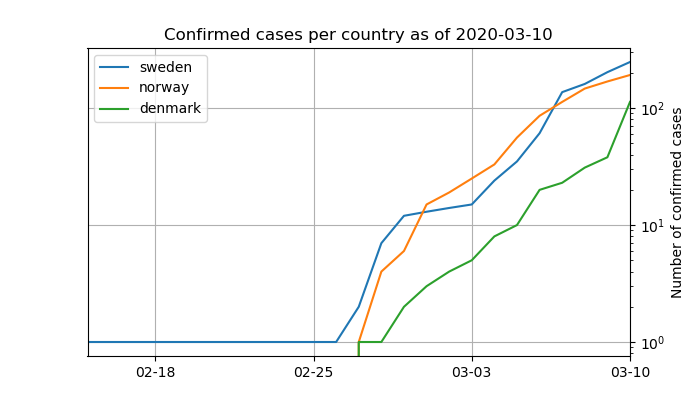 Confirmed cases per country as of 2020-03-10
sweden
norway
denmark
10²
10¹
10⁰
Number of confirmed cases
02-18
02-25
03-03
03-10